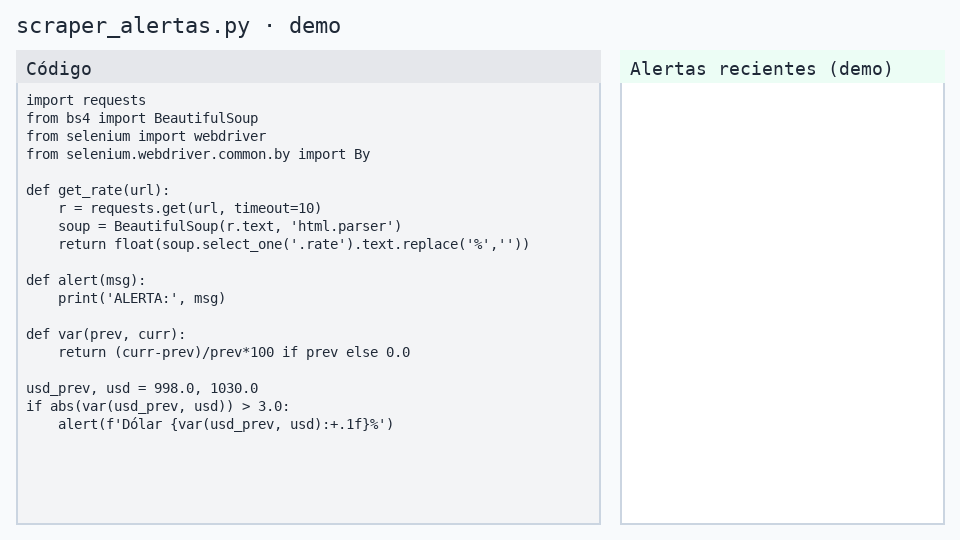 scraper_alertas.py · demo
Código
import requests
from bs4 import BeautifulSoup
from selenium import webdriver
from selenium.webdriver.common.by import By
def get_rate(url):
    r = requests.get(url, timeout=10)
    soup = BeautifulSoup(r.text, 'html.parser')
    return float(soup.select_one('.rate').text.replace('%',''))
def alert(msg):
    print('ALERTA:', msg)
def var(prev, curr):
    return (curr-prev)/prev*100 if prev else 0.0
usd_prev, usd = 998.0, 1030.0
if abs(var(usd_prev, usd)) > 3.0:
    alert(f'Dólar {var(usd_prev, usd):+.1f}%')
Alertas recientes (demo)